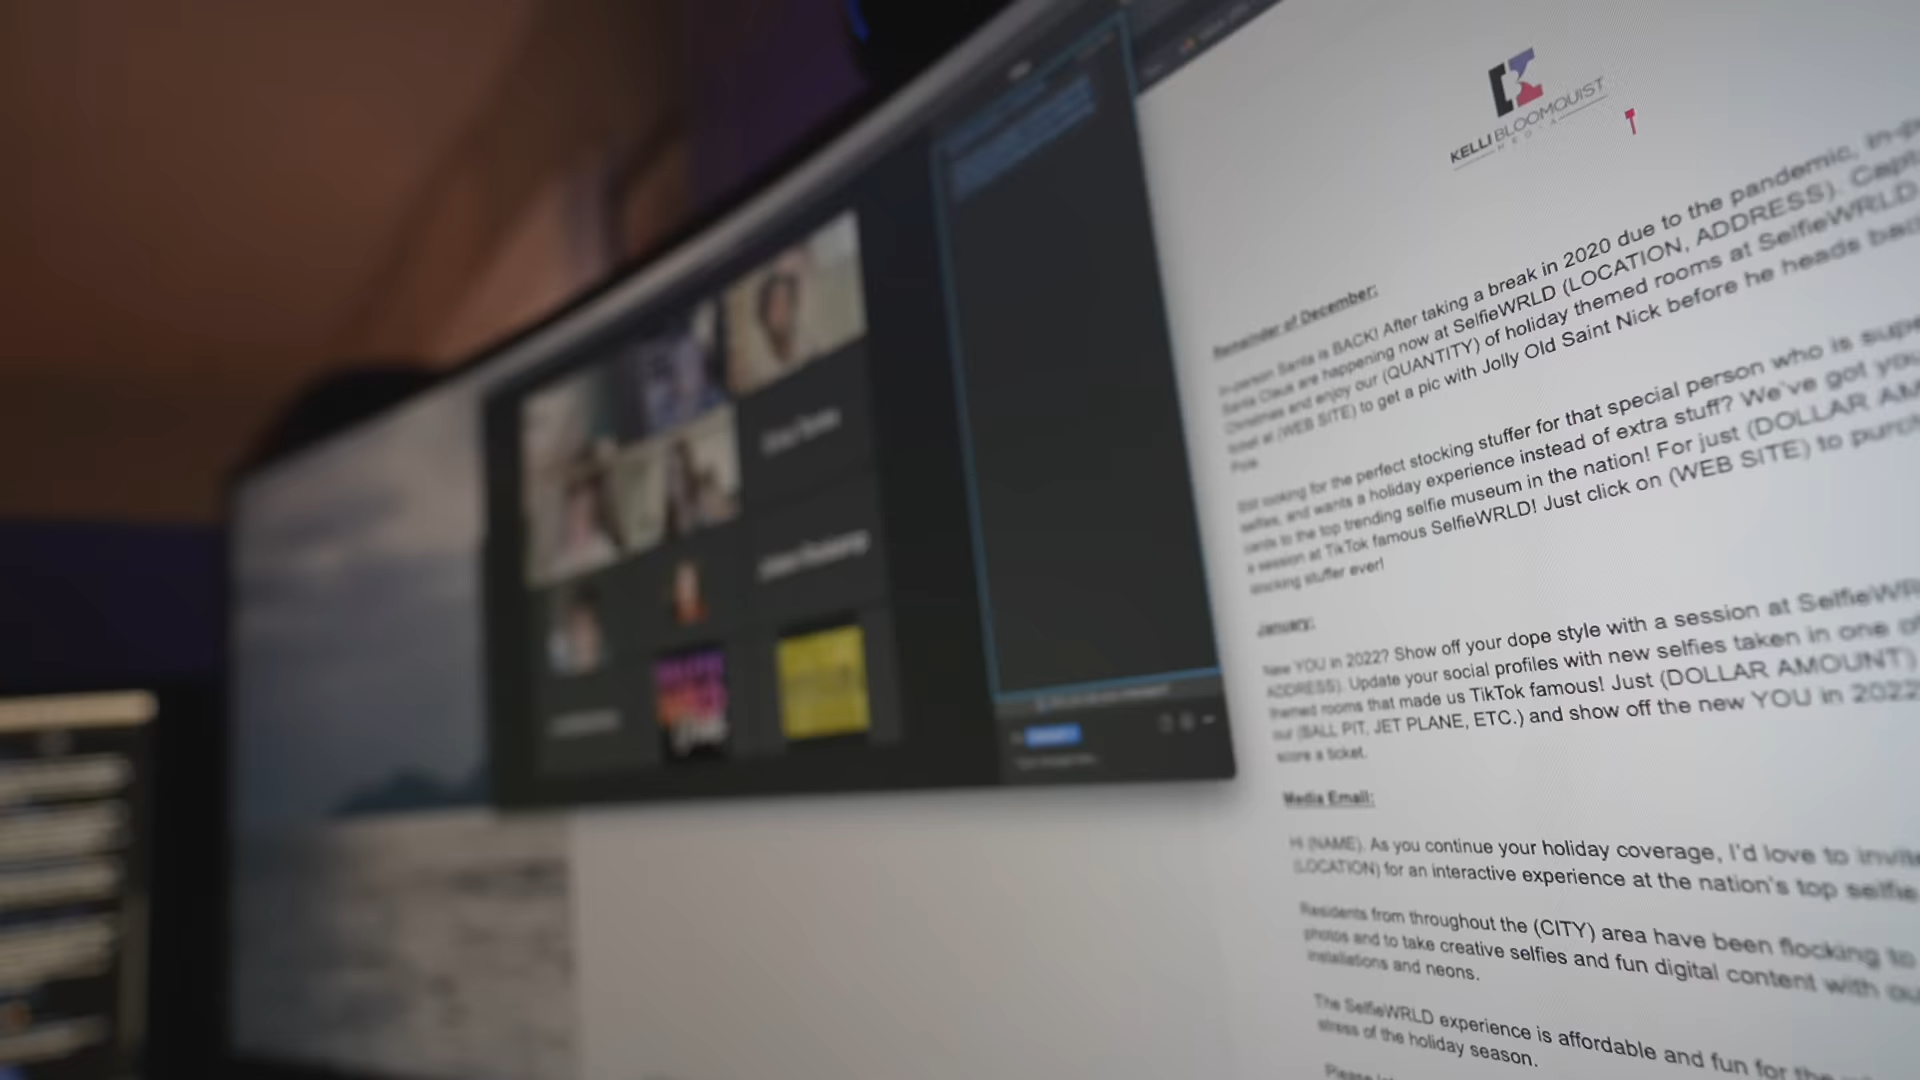 KELLI BLOOMQUIST
MEDIA
Remainder of December:
In-person Santa is BACK! After taking a break in 2020 due to the pandemic, in-p
Santa Claus are happening now at SelfieWRLD (LOCATION, ADDRESS). Capt
Christmas and enjoy our (QUANTITY) of holiday themed rooms at SelfieWRLD.
ticket at (WEB SITE) to get a pic with Jolly Old Saint Nick before he heads bac
Pole.
Still looking for the perfect stocking stuffer for that special person who is supe
selfies, and wants a holiday experience instead of extra stuff? We've got you
cards to the top trending selfie museum in the nation! For just (DOLLAR AM
a session at TikTok famous SelfieWRLD! Just click on (WEB SITE) to purch
stocking stuffer ever!
January:
New YOU in 2022? Show off your dope style with a session at SelfieWR
ADDRESS). Update your social profiles with new selfies taken in one of
themed rooms that made us TikTok famous! Just (DOLLAR AMOUNT)
our (BALL PIT, JET PLANE, ETC.) and show off the new YOU in 2022
score a ticket.
Media Email:
Hi (NAME). As you continue your holiday coverage, I'd love to invite
(LOCATION) for an interactive experience at the nation's top selfie
Residents from throughout the (CITY) area have been flocking to
photos and to take creative selfies and fun digital content with ou
installations and neons.
The SelfieWRLD experience is affordable and fun for the
stress of the holiday season.
Please